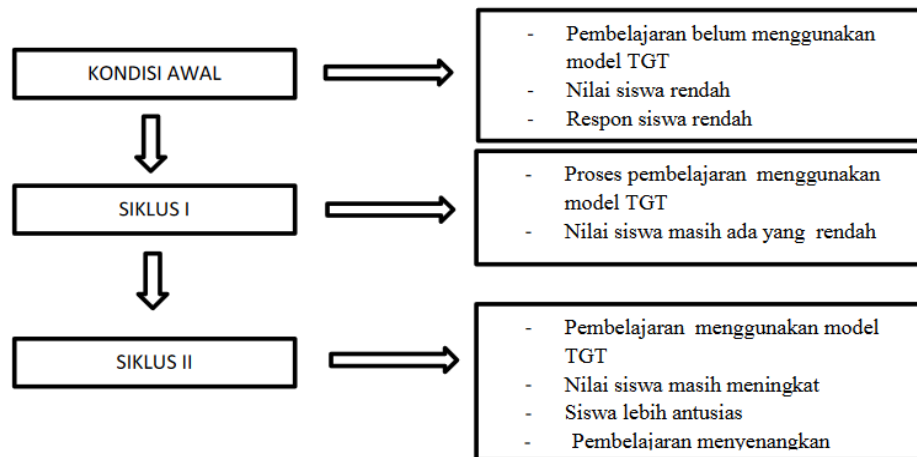 KONDISI AWAL
- Pembelajaran belum menggunakan
model TGT
- Nilai siswa rendah
- Respon siswa rendah
SIKLUS I
- Proses pembelajaran menggunakan
model TGT
- Nilai siswa masih ada yang rendah
SIKLUS II
- Pembelajaran menggunakan model
TGT
- Nilai siswa masih meningkat
- Siswa lebih antusias
- Pembelajaran menyenangkan